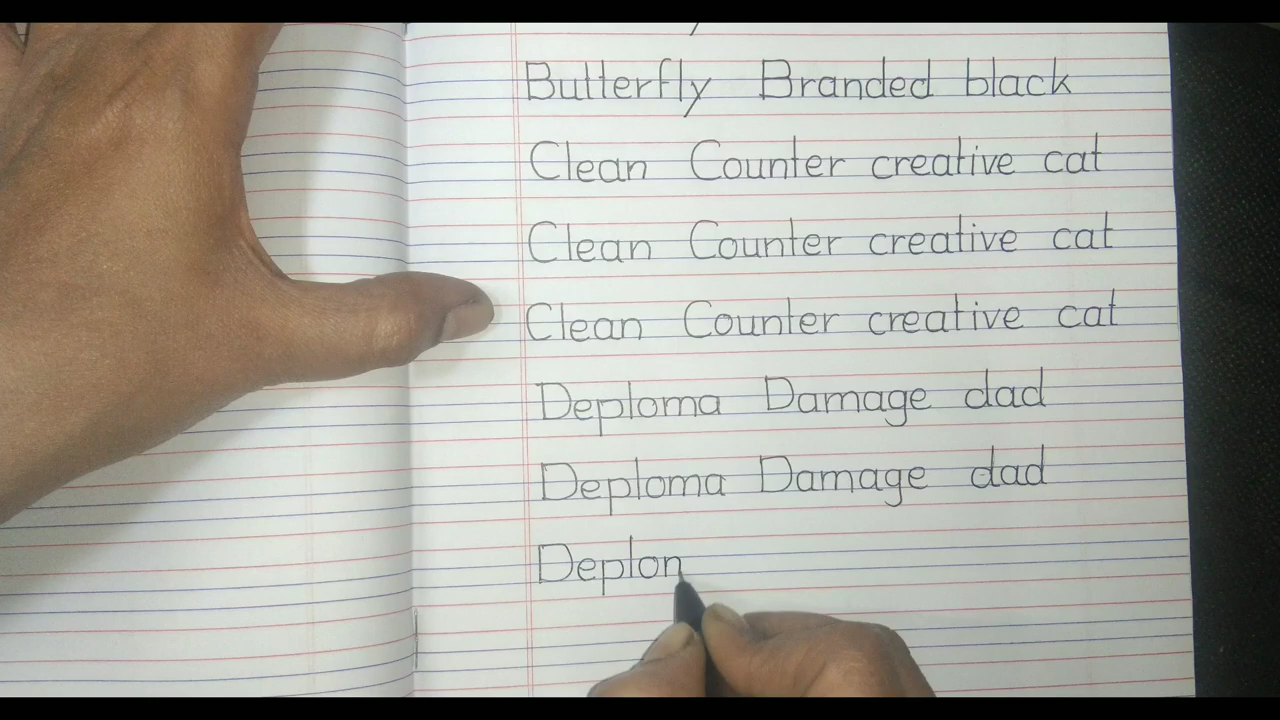 Butterfly Branded black
Clean Counter creative cat
Clean Counter creative cat
Clean Counter creative cat
Deploma Damage dad
Deploma Damage dad
Deplon